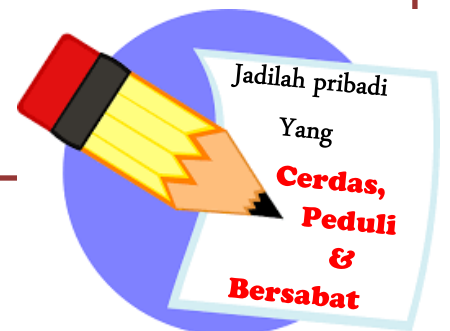 Jadilah pribadi
Yang
Cerdas,
Peduli
&
Bersabat